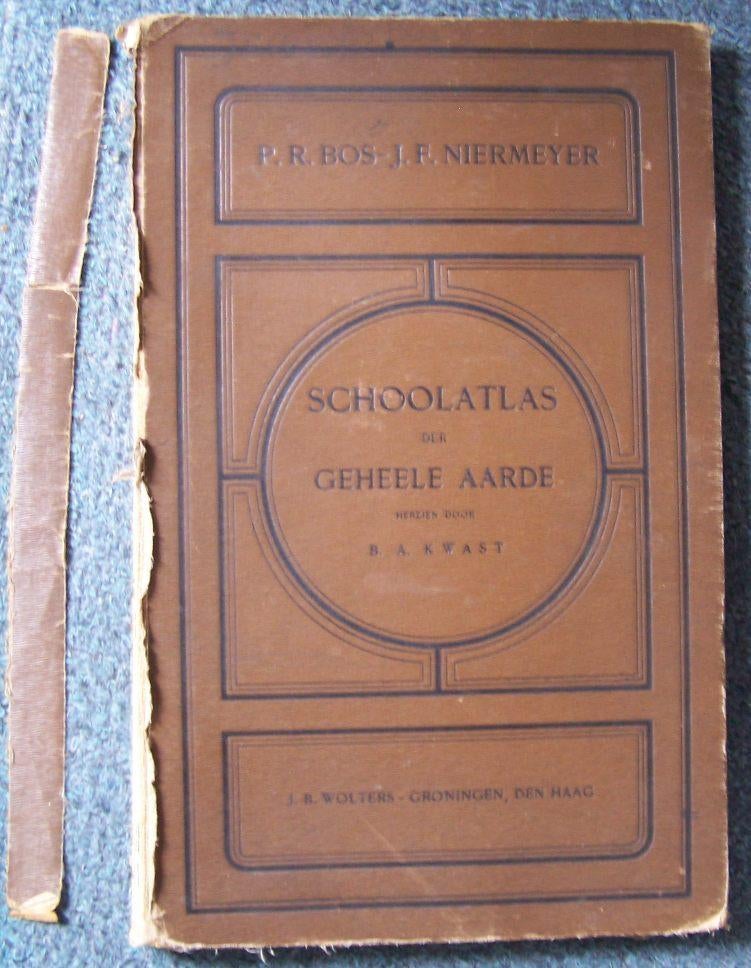 P. R. BOS - J. F. NIERMEYER
SCHOOLATLAS
DER
GEHEELE AARDE
HERZIEN DOOR
B. A. KWAST
J. B. WOLTERS - GRONINGEN, DEN HAAG